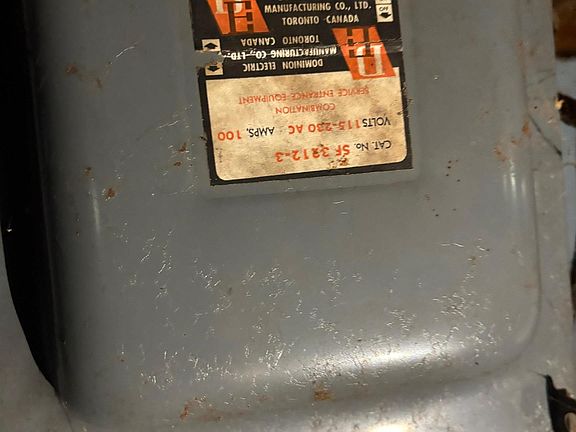 MANUFACTURING CO., LTD.
TORONTO - CANADA
CAT. No. SF 3212-3
VOLTS 115-230 AC AMPS. 100
COMBINATION
SERVICE ENTRANCE EQUIPMENT
DOMINION ELECTRIC
MANUFACTURING CO., LTD.
TORONTO CANADA